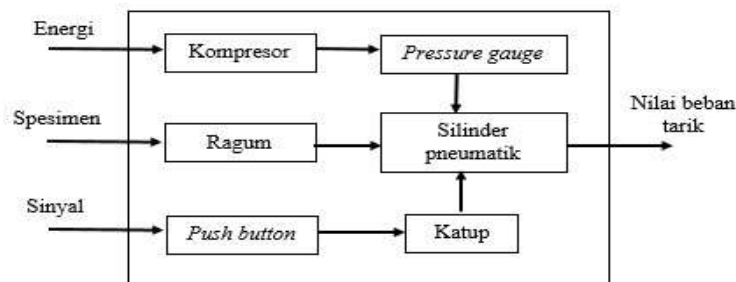 Energi
Kompresor
Pressure gauge
Spesimen
Ragum
Silinder
pneumatik
Nilai beban
tarik
Sinyal
Push button
Katup